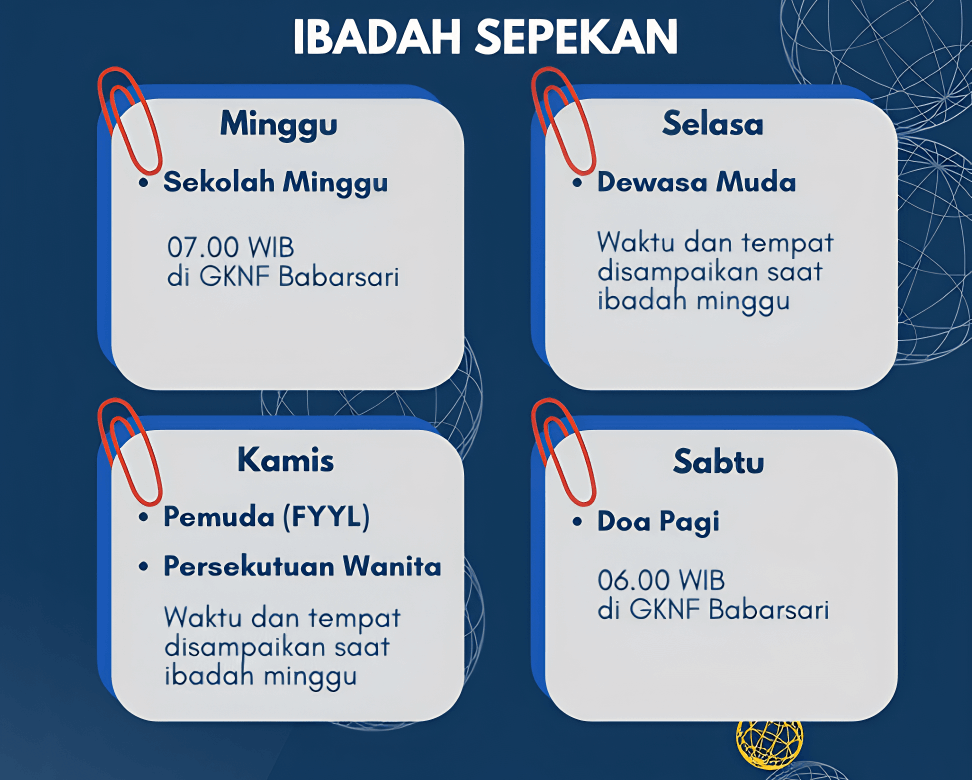 IBADAH SEPEKAN
Minggu
• Sekolah Minggu
07.00 WIB
di GKNF Babarsari
Selasa
• Dewasa Muda
Waktu dan tempat
disampaikan saat
ibadah minggu
Kamis
• Pemuda (FYYL)
• Persekutuan Wanita
Waktu dan tempat
disampaikan saat
ibadah minggu
Sabtu
• Doa Pagi
06.00 WIB
di GKNF Babarsari